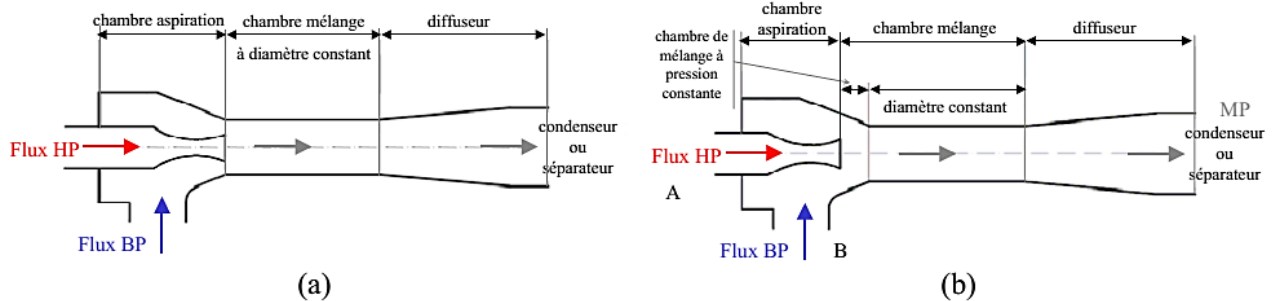 chambre aspiration
chambre mélange
diffuseur
à diamètre constant
Flux HP
condenseur
ou
séparateur
Flux BP
(a)
chambre
aspiration
chambre mélange
diffuseur
chambre de
mélange à
pression
constante
diamètre constant
MP
condenseur
ou
séparateur
Flux HP
A
Flux BP
B
(b)